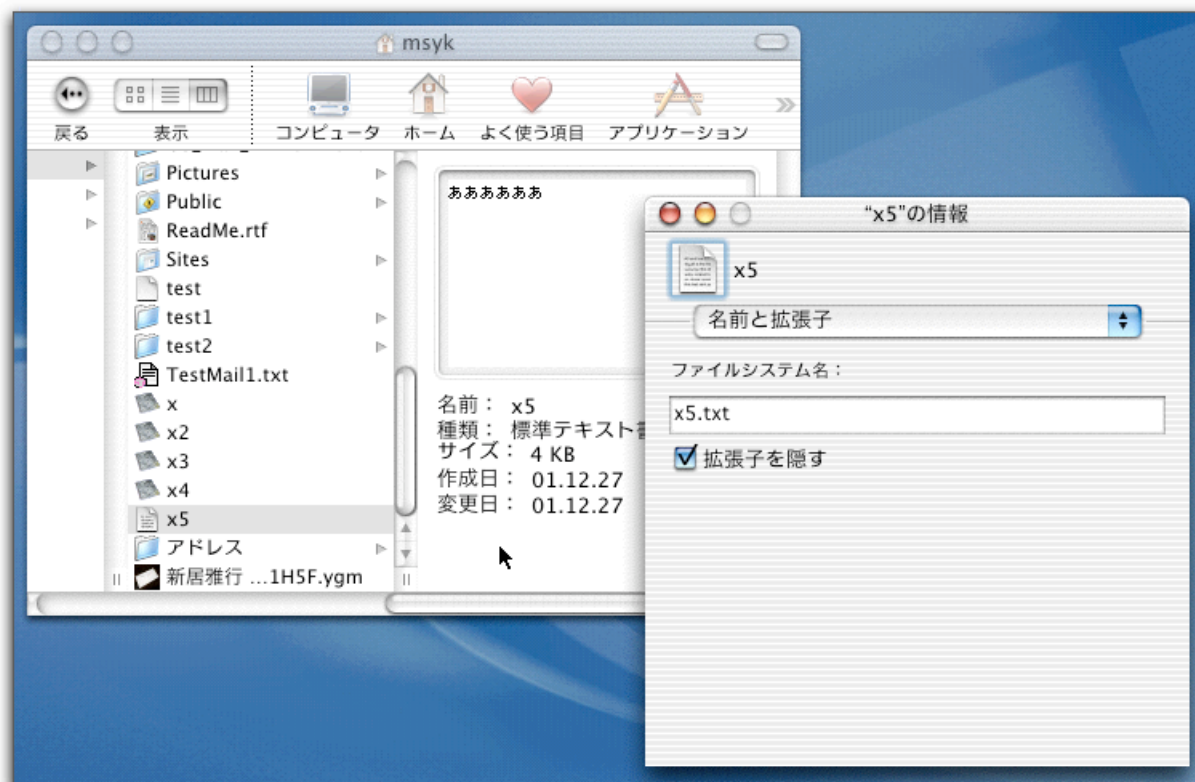 msyk
戻る 表示 コンピュータ ホーム よく使う項目 アプリケーション
Pictures
Public
ReadMe.rtf
Sites
test
test1
test2
TestMail1.txt
x
x2
x3
x4
x5
アドレス
新居雅行 ...1H5F.ygm
ああああああ
名前： x5
種類： 標準テキスト
サイズ： 4 KB
作成日： 01.12.27
変更日： 01.12.27
“x5”の情報
x5
名前と拡張子
ファイルシステム名：
x5.txt
拡張子を隠す